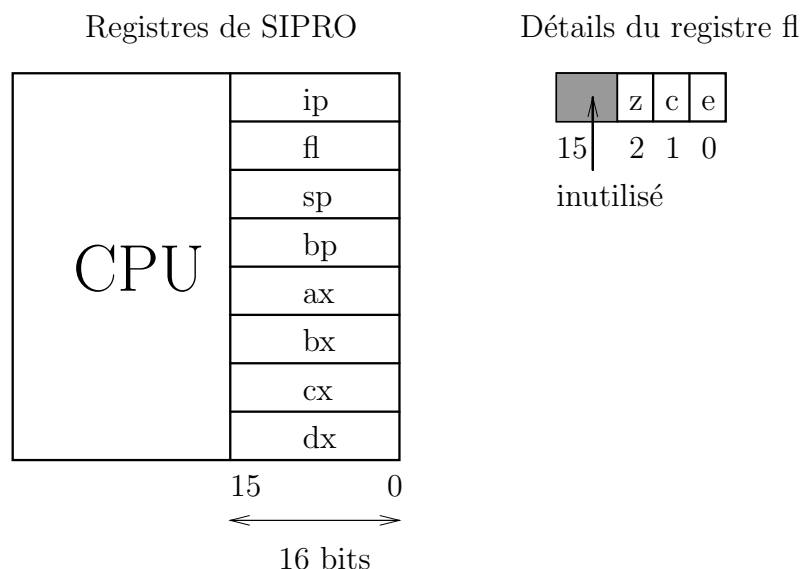 Registres de SIPRO
Détails du registre fl
CPU
ip
fl
sp
bp
ax
bx
cx
dx
15 0
16 bits
z c e
15 2 1 0
inutilisé